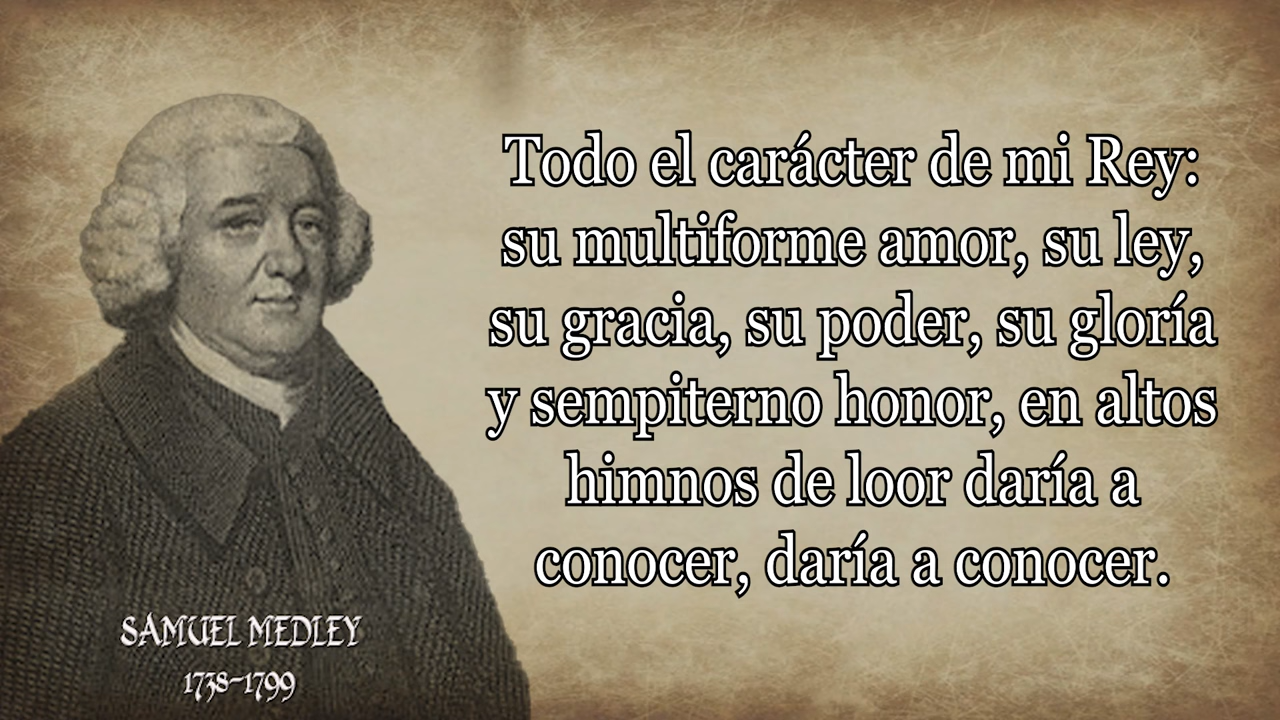 Todo el carácter de mi Rey:
su multiforme amor, su ley,
su gracia, su poder, su gloría
y sempiterno honor, en altos
himnos de loor daría a
conocer, daría a conocer.
SAMUEL MEDLEY
1738-1799